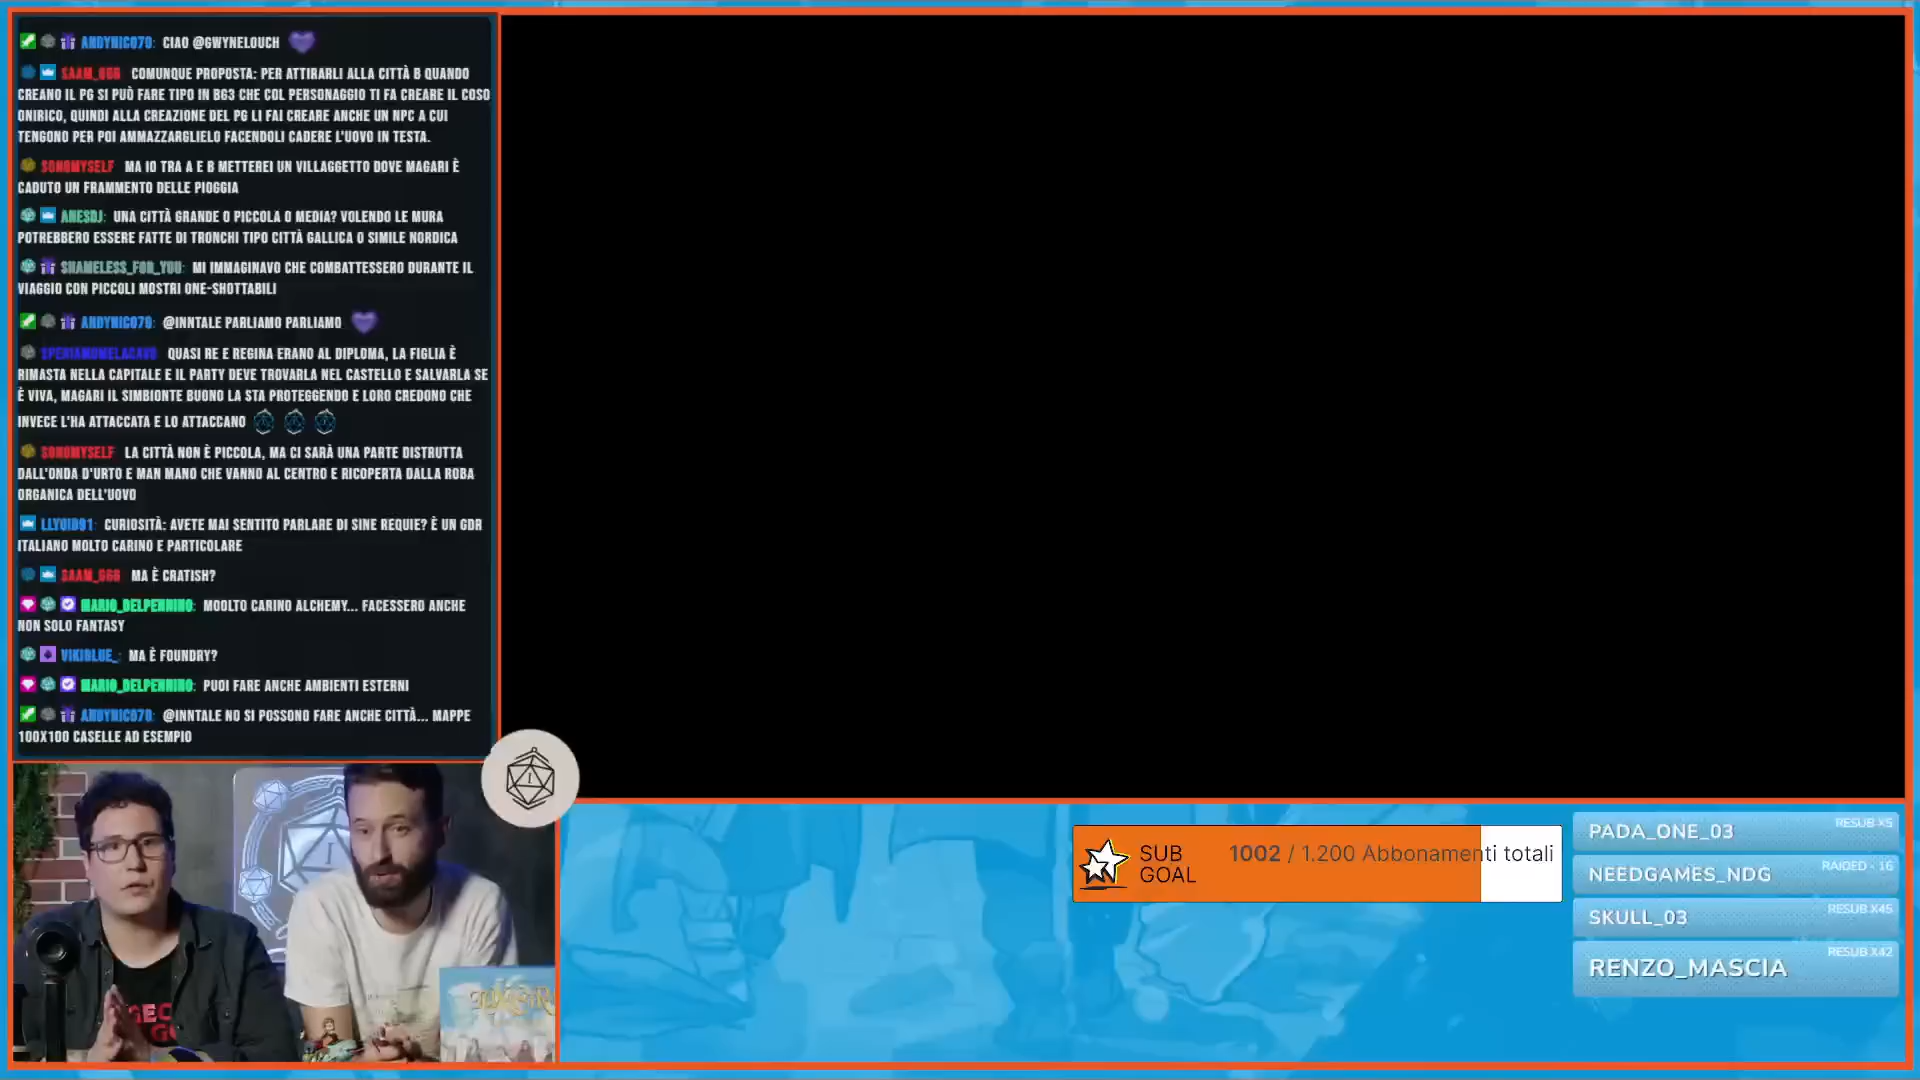 ANDYNICO79: CIAO @GWYNELOUCH
SAAM_666 COMUNQUE PROPOSTA: PER ATTIRARLI ALLA CITTÀ B QUANDO
CREANO IL PG SI PUÒ FARE TIPO IN BG3 CHE COL PERSONAGGIO TI FA CREARE IL COSO
ONIRICO, QUINDI ALLA CREAZIONE DEL PG LI FAI CREARE ANCHE UN NPC A CUI
TENGONO PER POI AMMAZZARGLIELO FACENDOLI CADERE L'UOVO IN TESTA.
SONOMYSELF MA IO TRA A E B METTEREI UN VILLAGGETTO DOVE MAGARI È
CADUTO UN FRAMMENTO DELLE PIOGGIA
ANESDJ: UNA CITTÀ GRANDE O PICCOLA O MEDIA? VOLENDO LE MURA
POTREBBERO ESSERE FATTE DI TRONCHI TIPO CITTÀ GALLICA O SIMILE NORDICA
SHAMELESS_FOR_YOU: MI IMMAGINAVO CHE COMBATTESSERO DURANTE IL
VIAGGIO CON PICCOLI MOSTRI ONE-SHOTTABILI
ANDYNICO79: @INNTALE PARLIAMO PARLIAMO
SPERIAMOMELACAVO QUASI RE E REGINA ERANO AL DIPLOMA, LA FIGLIA È
RIMASTA NELLA CAPITALE E IL PARTY DEVE TROVARLA NEL CASTELLO E SALVARLA SE
È VIVA, MAGARI IL SIMBIONTE BUONO LA STA PROTEGGENDO E LORO CREDONO CHE
INVECE L'HA ATTACCATA E LO ATTACCANO
SONOMYSELF LA CITTÀ NON È PICCOLA, MA CI SARÀ UNA PARTE DISTRUTTA
DALL'ONDA D'URTO E MAN MANO CHE VANNO AL CENTRO E RICOPERTA DALLA ROBA
ORGANICA DELL'UOVO
LLYOID91: CURIOSITÀ: AVETE MAI SENTITO PARLARE DI SINE REQUIE? È UN GDR
ITALIANO MOLTO CARINO E PARTICOLARE
SAAM_666 MA È CRATISH?
MARIO_DELPENNINO: MOOLTO CARINO ALCHEMY... FACESSERO ANCHE
NON SOLO FANTASY
VIKIBLUE_: MA È FOUNDRY?
MARIO_DELPENNINO: PUOI FARE ANCHE AMBIENTI ESTERNI
ANDYNICO79: @INNTALE NO SI POSSONO FARE ANCHE CITTÀ... MAPPE
100X100 CASELLE AD ESEMPIO
SUB
GOAL
1002 / 1.200 Abbonamenti totali
PADA_ONE_03 RESUB X5
NEEDGAMES_NDG RAIDED - 16
SKULL_03 RESUB X45
RENZO_MASCIA RESUB X42